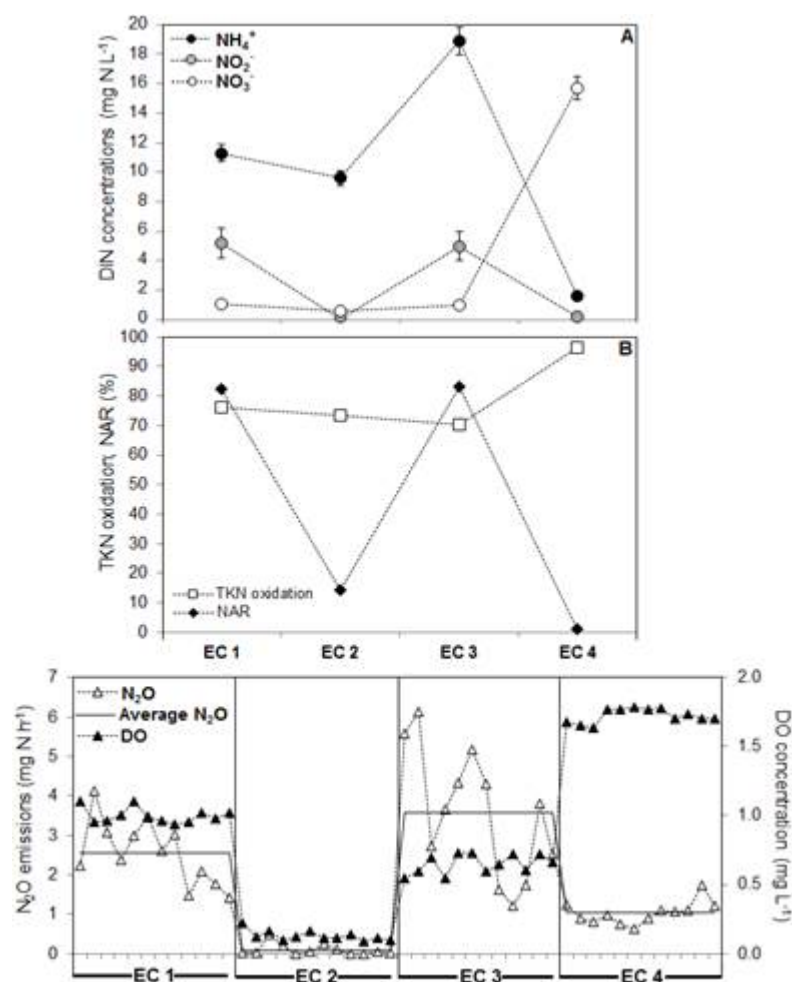 DIN concentrations (mg N L⁻¹)
20
18
16
14
12
10
8
6
4
2
0
NH₄⁺
NO₂⁻
NO₃⁻
A
TKN oxidation; NAR (%)
100
90
80
70
60
50
40
30
20
10
0
B
TKN oxidation
NAR
EC 1 EC 2 EC 3 EC 4
N₂O emissions (mg N h⁻¹)
7
6
5
4
3
2
1
0
N₂O
Average N₂O
DO
2.0
1.5
1.0
0.5
0.0
DO concentration (mg L⁻¹)
EC 1 EC 2 EC 3 EC 4